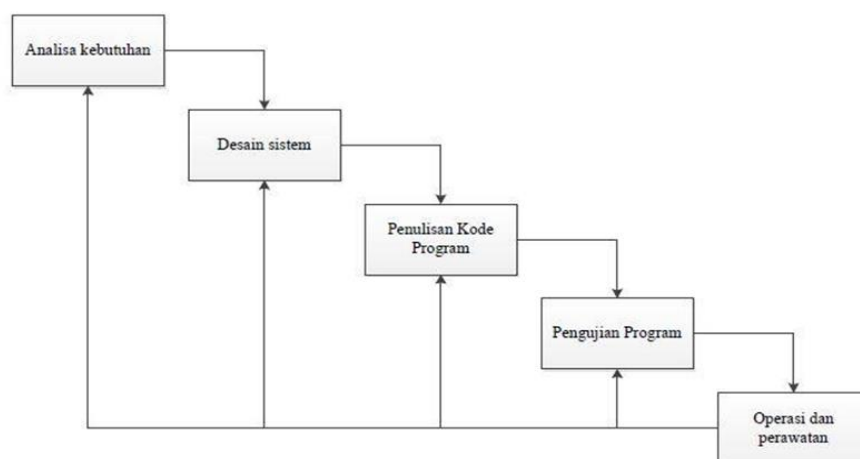 Analisa kebutuhan
Desain sistem
Penulisan Kode
Program
Pengujian Program
Operasi dan
perawatan